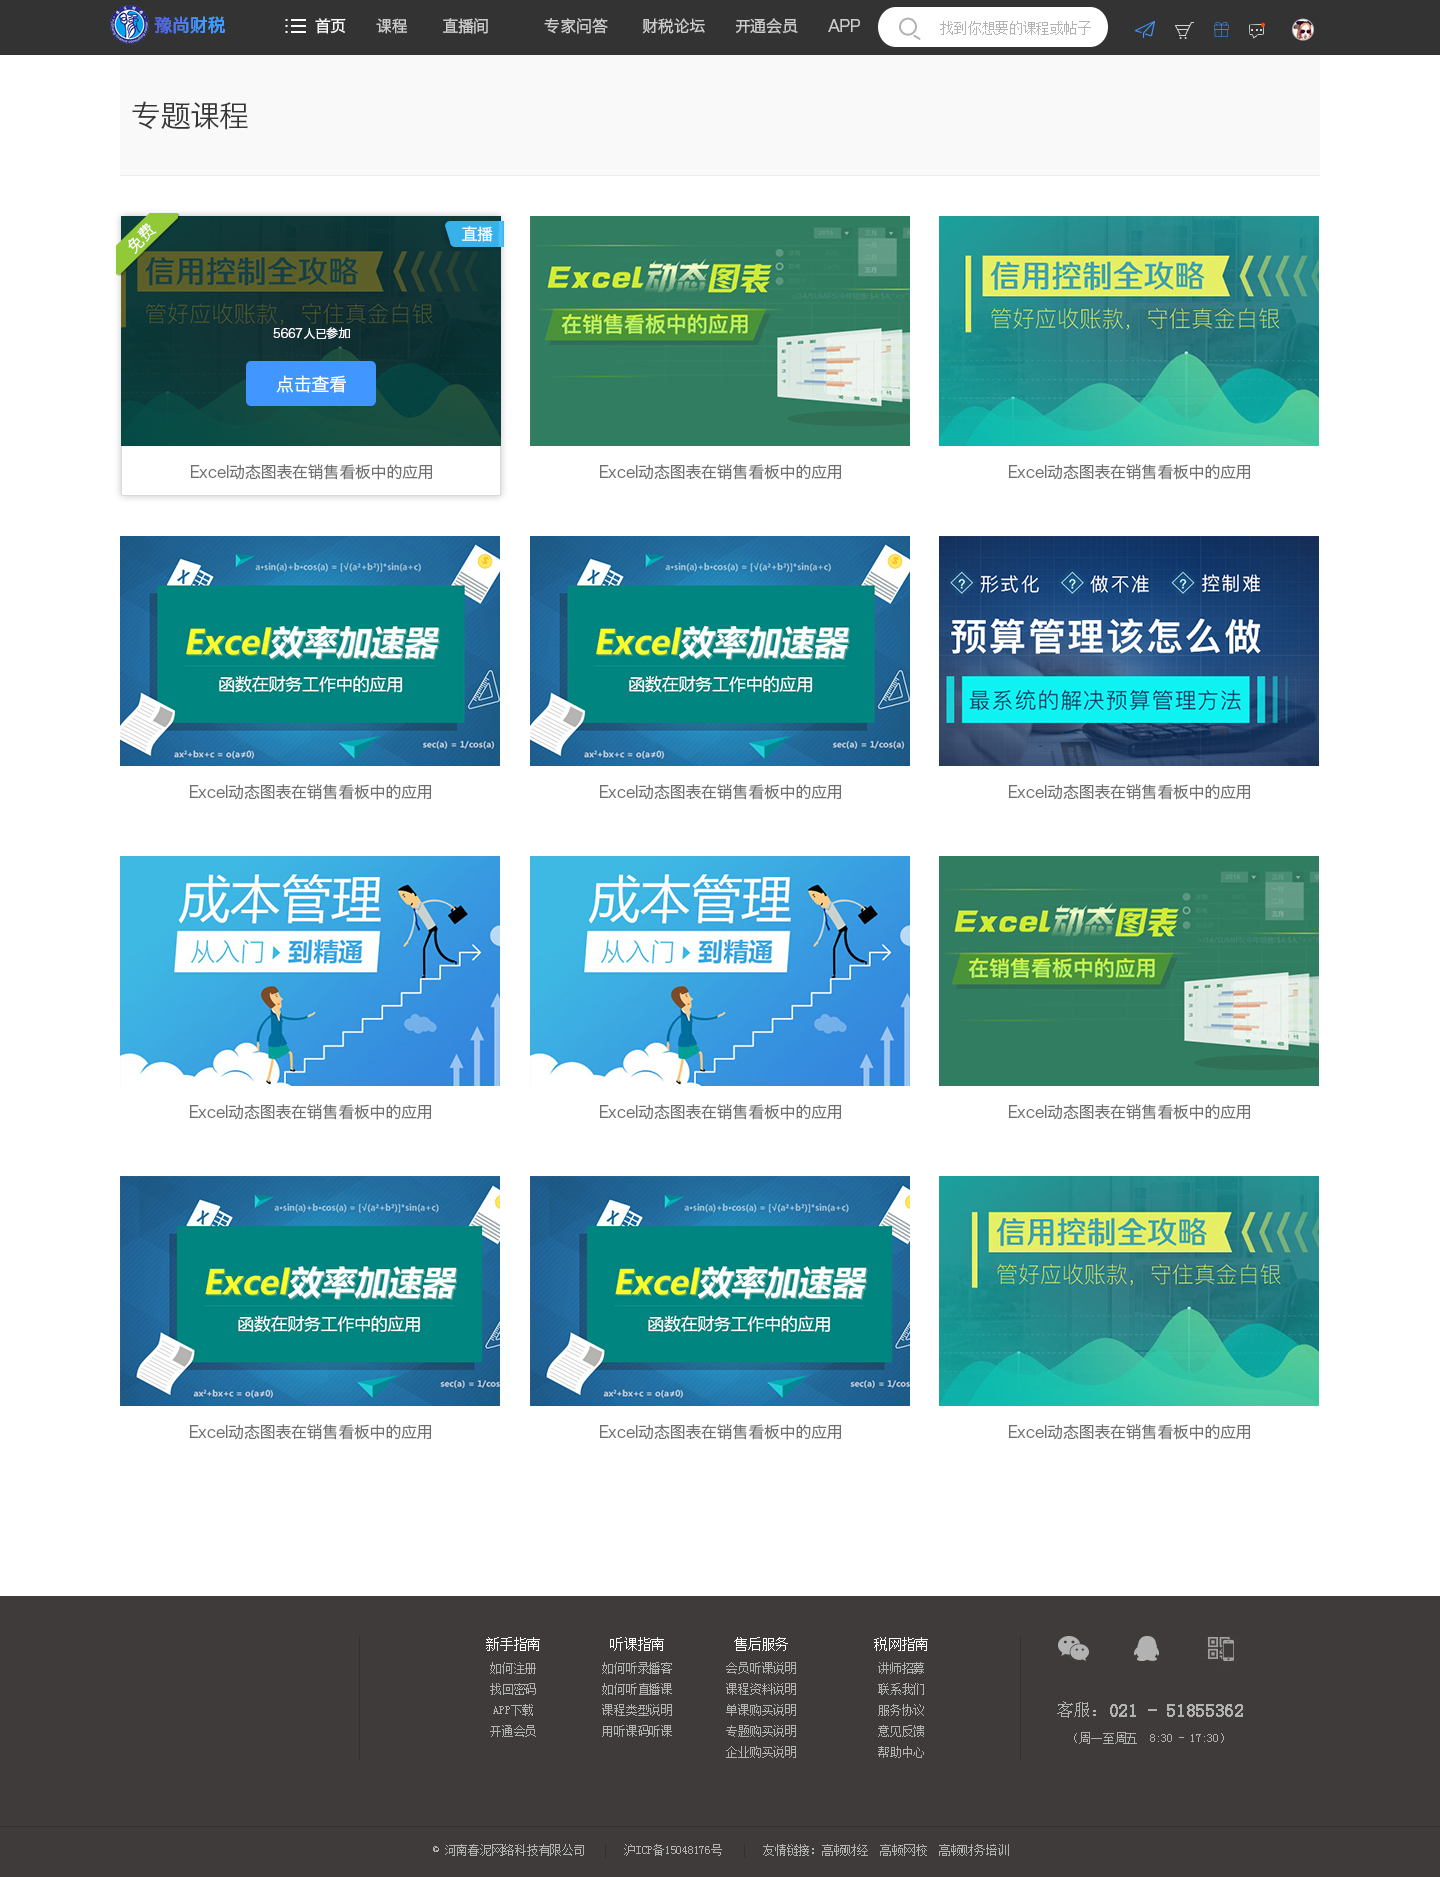 豫尚财税
首页 课程 直播间 专家问答 财税论坛 开通会员 APP
找到你想要的课程或帖子
专题课程
免费
直播
信用控制全攻略
管好应收账款，守住真金白银
5667人已参加
点击查看
Excel动态图表在销售看板中的应用
Excel动态图表
在销售看板中的应用
Excel动态图表在销售看板中的应用
信用控制全攻略
管好应收账款，守住真金白银
Excel动态图表在销售看板中的应用
a•sin(a)+b•cos(a) = [√(a²+b²)]*sin(a+c)
Excel效率加速器
函数在财务工作中的应用
sec(a) = 1/cos(a)
ax²+bx+c = o(a≠0)
Excel动态图表在销售看板中的应用
a•sin(a)+b•cos(a) = [√(a²+b²)]*sin(a+c)
Excel效率加速器
函数在财务工作中的应用
sec(a) = 1/cos(a)
ax²+bx+c = o(a≠0)
Excel动态图表在销售看板中的应用
? 形式化 ? 做不准 ? 控制难
预算管理该怎么做
最系统的解决预算管理方法
Excel动态图表在销售看板中的应用
成本管理
从入门 到精通
Excel动态图表在销售看板中的应用
成本管理
从入门 到精通
Excel动态图表在销售看板中的应用
Excel动态图表
在销售看板中的应用
Excel动态图表在销售看板中的应用
a•sin(a)+b•cos(a) = [√(a²+b²)]*sin(a+c)
Excel效率加速器
函数在财务工作中的应用
sec(a) = 1/cos
ax²+bx+c = o(a≠0)
Excel动态图表在销售看板中的应用
a•sin(a)+b•cos(a) = [√(a²+b²)]*sin(a+c)
Excel效率加速器
函数在财务工作中的应用
sec(a) = 1/cos
ax²+bx+c = o(a≠0)
Excel动态图表在销售看板中的应用
信用控制全攻略
管好应收账款，守住真金白银
Excel动态图表在销售看板中的应用
新手指南
如何注册
找回密码
APP下载
开通会员
听课指南
如何听录播客
如何听直播课
课程类型说明
用听课码听课
售后服务
会员听课说明
课程资料说明
单课购买说明
专题购买说明
企业购买说明
税网指南
讲师招募
联系我们
服务协议
意见反馈
帮助中心
客服：021 - 51855362
（周一至周五 8:30 - 17:30）
© 河南春泥网络科技有限公司 沪ICP备15048176号 友情链接：高顿财经 高顿网校 高顿财务培训